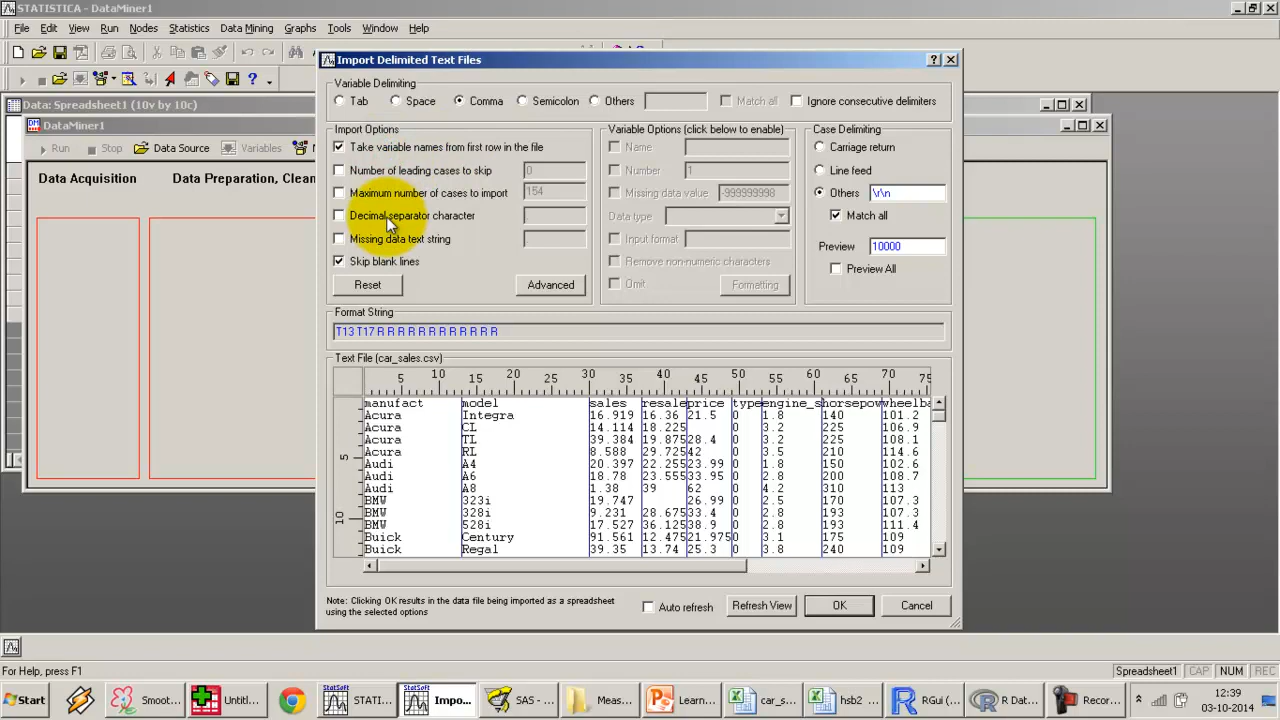 STATISTICA - DataMiner1
File Edit View Run Nodes Statistics Data Mining Graphs Tools Window Help
Data: Spreadsheet1 (10v by 10c)
DataMiner1
Run Stop Data Source Variables
Data Acquisition Data Preparation, Clean
Import Delimited Text Files
Variable Delimiting
Tab Space Comma Semicolon Others Match all Ignore consecutive delimiters
Import Options
Take variable names from first row in the file
Number of leading cases to skip 0
Maximum number of cases to import 154
Decimal separator character
Missing data text string
Skip blank lines
Reset Advanced
Variable Options (click below to enable)
Name
Number 1
Missing data value -999999998
Data type
Input format
Remove non-numeric characters
Omit Formatting
Case Delimiting
Carriage return
Line feed
Others \r\n
Match all
Preview 10000
Preview All
Format String
T13 T17 R R R R R R R R R R R R
Text File (car_sales.csv)
5 10 15 20 25 30 35 40 45 50 55 60 65 70 75
manufact model sales resale price type engine_s horsepow wheelba
Acura Integra 16.919 16.36 21.5 0 1.8 140 101.2
Acura CL 14.114 18.225 0 3.2 225 106.9
Acura TL 39.384 19.875 28.4 0 3.2 225 108.1
Acura RL 8.588 29.725 42 0 3.5 210 114.6
Audi A4 20.397 22.255 23.99 0 1.8 150 102.6
Audi A6 18.78 23.555 33.95 0 2.8 200 108.7
Audi A8 1.38 39 62 0 4.2 310 113
BMW 323i 19.747 26.99 0 2.5 170 107.3
BMW 328i 9.231 28.675 33.4 0 2.8 193 107.3
BMW 528i 17.527 36.125 38.9 0 2.8 193 111.4
Buick Century 91.561 12.475 21.975 0 3.1 175 109
Buick Regal 39.35 13.74 25.3 0 3.8 240 109
5
10
Note: Clicking OK results in the data file being imported as a spreadsheet
using the selected options
Auto refresh Refresh View OK Cancel
For Help, press F1 Spreadsheet1 CAP NUM REC
Start Smoot... Untitl... STATI... Impo... SAS - ... Meas... Learn... car_s... hsb2 ... RGui (... R Dat... Recor...
12:39
03-10-2014